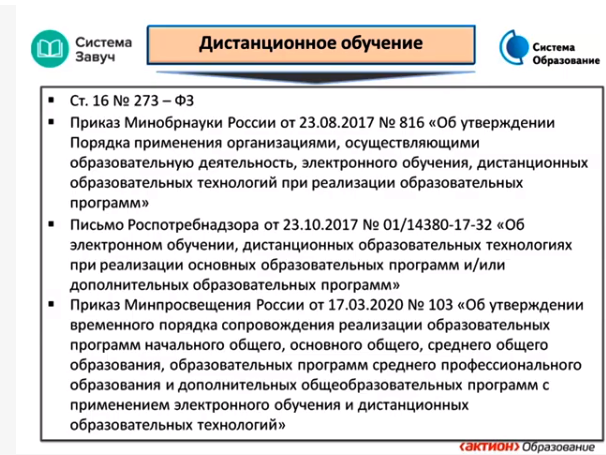 Система
Завуч
Дистанционное обучение
Система
Образование
▪ Ст. 16 № 273 – ФЗ
▪ Приказ Минобрнауки России от 23.08.2017 № 816 «Об утверждении
Порядка применения организациями, осуществляющими
образовательную деятельность, электронного обучения, дистанционных
образовательных технологий при реализации образовательных
программ»
▪ Письмо Роспотребнадзора от 23.10.2017 № 01/14380-17-32 «Об
электронном обучении, дистанционных образовательных технологиях
при реализации основных образовательных программ и/или
дополнительных образовательных программ»
▪ Приказ Минпросвещения России от 17.03.2020 № 103 «Об утверждении
временного порядка сопровождения реализации образовательных
программ начального общего, основного общего, среднего общего
образования, образовательных программ среднего профессионального
образования и дополнительных общеобразовательных программ с
применением электронного обучения и дистанционных
образовательных технологий»
‹актион› Образование